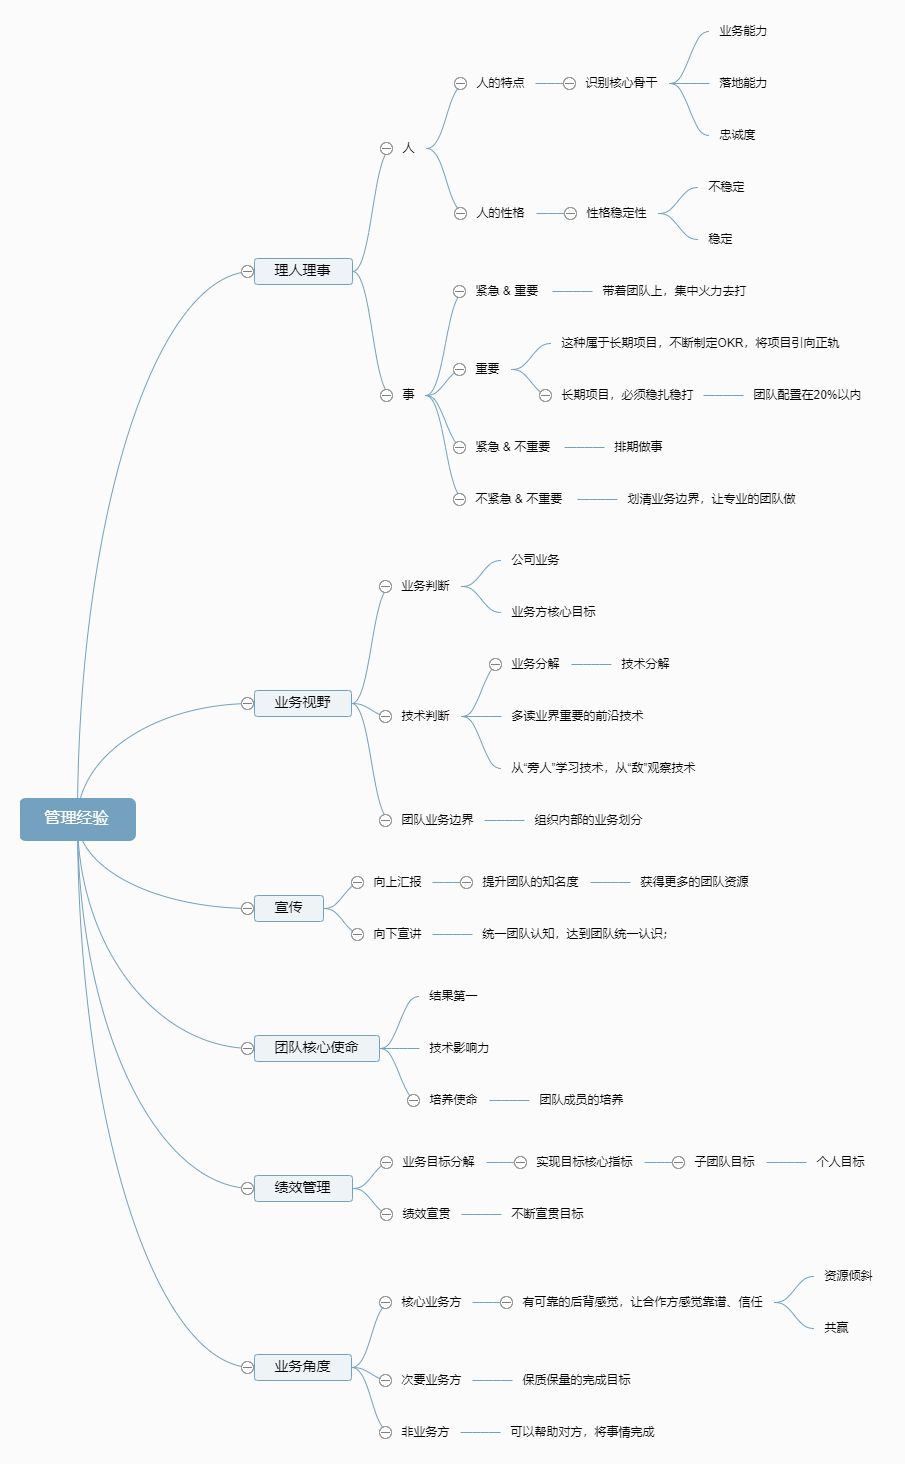 业务能力
人的特点
识别核心骨干
落地能力
忠诚度
人
人的性格
性格稳定性
不稳定
稳定
理人理事
紧急 & 重要
带着团队上，集中火力去打
重要
这种属于长期项目，不断制定OKR，将项目引向正轨
事
长期项目，必须稳扎稳打
团队配置在20%以内
紧急 & 不重要
排期做事
不紧急 & 不重要
划清业务边界，让专业的团队做
业务判断
公司业务
业务方核心目标
业务视野
业务分解
技术分解
技术判断
多读业界重要的前沿技术
从“旁人”学习技术，从“敌”观察技术
团队业务边界
组织内部的业务划分
管理经验
宣传
向上汇报
提升团队的知名度
获得更多的团队资源
向下宣讲
统一团队认知，达到团队统一认识；
结果第一
团队核心使命
技术影响力
培养使命
团队成员的培养
绩效管理
业务目标分解
实现目标核心指标
子团队目标
个人目标
绩效宣贯
不断宣贯目标
资源倾斜
核心业务方
有可靠的后背感觉，让合作方感觉靠谱、信任
共赢
业务角度
次要业务方
保质保量的完成目标
非业务方
可以帮助对方，将事情完成